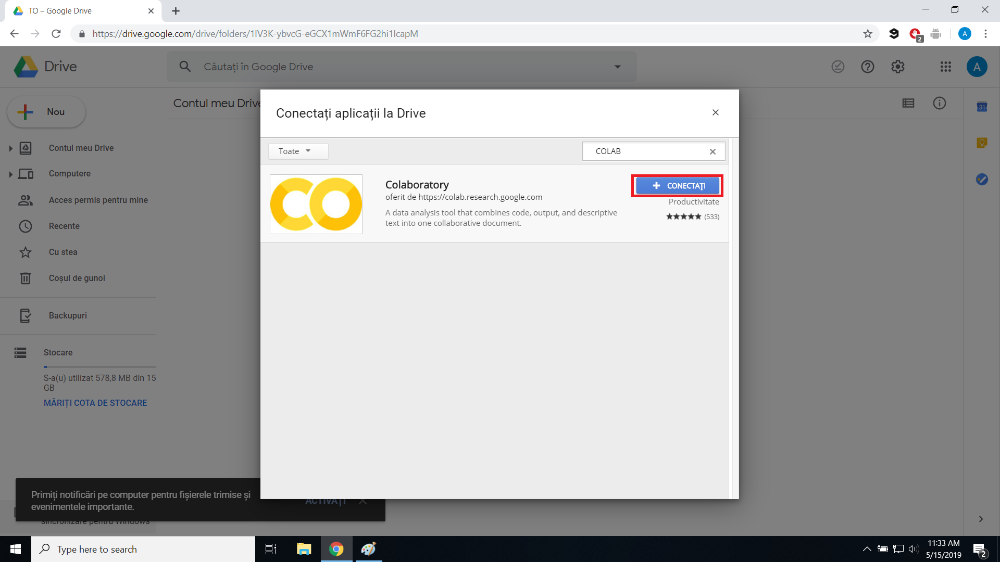 TO – Google Drive
https://drive.google.com/drive/folders/1IV3K-ybvcG-eGCX1mWmF6FG2hi1IcapM
2
A
Drive
Căutați în Google Drive
A
Nou
Contul meu Drive
31
Conectați aplicații la Drive
Toate
COLAB
Colaboratory
CONECTAȚI
oferit de https://colab.research.google.com
Productivitate
A data analysis tool that combines code, output, and descriptive
text into one collaborative document.
(533)
Contul meu Drive
Computere
Acces permis pentru mine
Recente
Cu stea
Coșul de gunoi
Backupuri
Stocare
S-a(u) utilizat 578,8 MB din 15
GB
MĂRIȚI COTA DE STOCARE
Primiți notificări pe computer pentru fișierele trimise și
evenimentele importante.
ACTIVAȚI
sincronizare pentru Windows
Type here to search
11:33 AM
5/15/2019
2